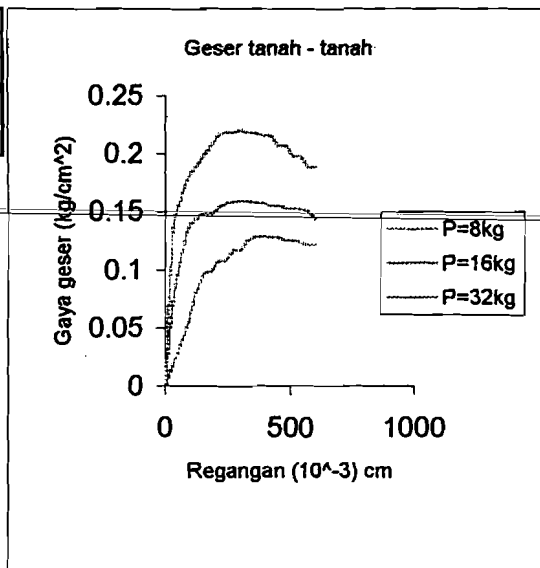 Geser tanah - tanah
Gaya geser (kg/cm^2)
0.25
0.2
0.15
0.1
0.05
0
0
500
1000
Regangan (10^-3) cm
P=8kg
P=16kg
P=32kg